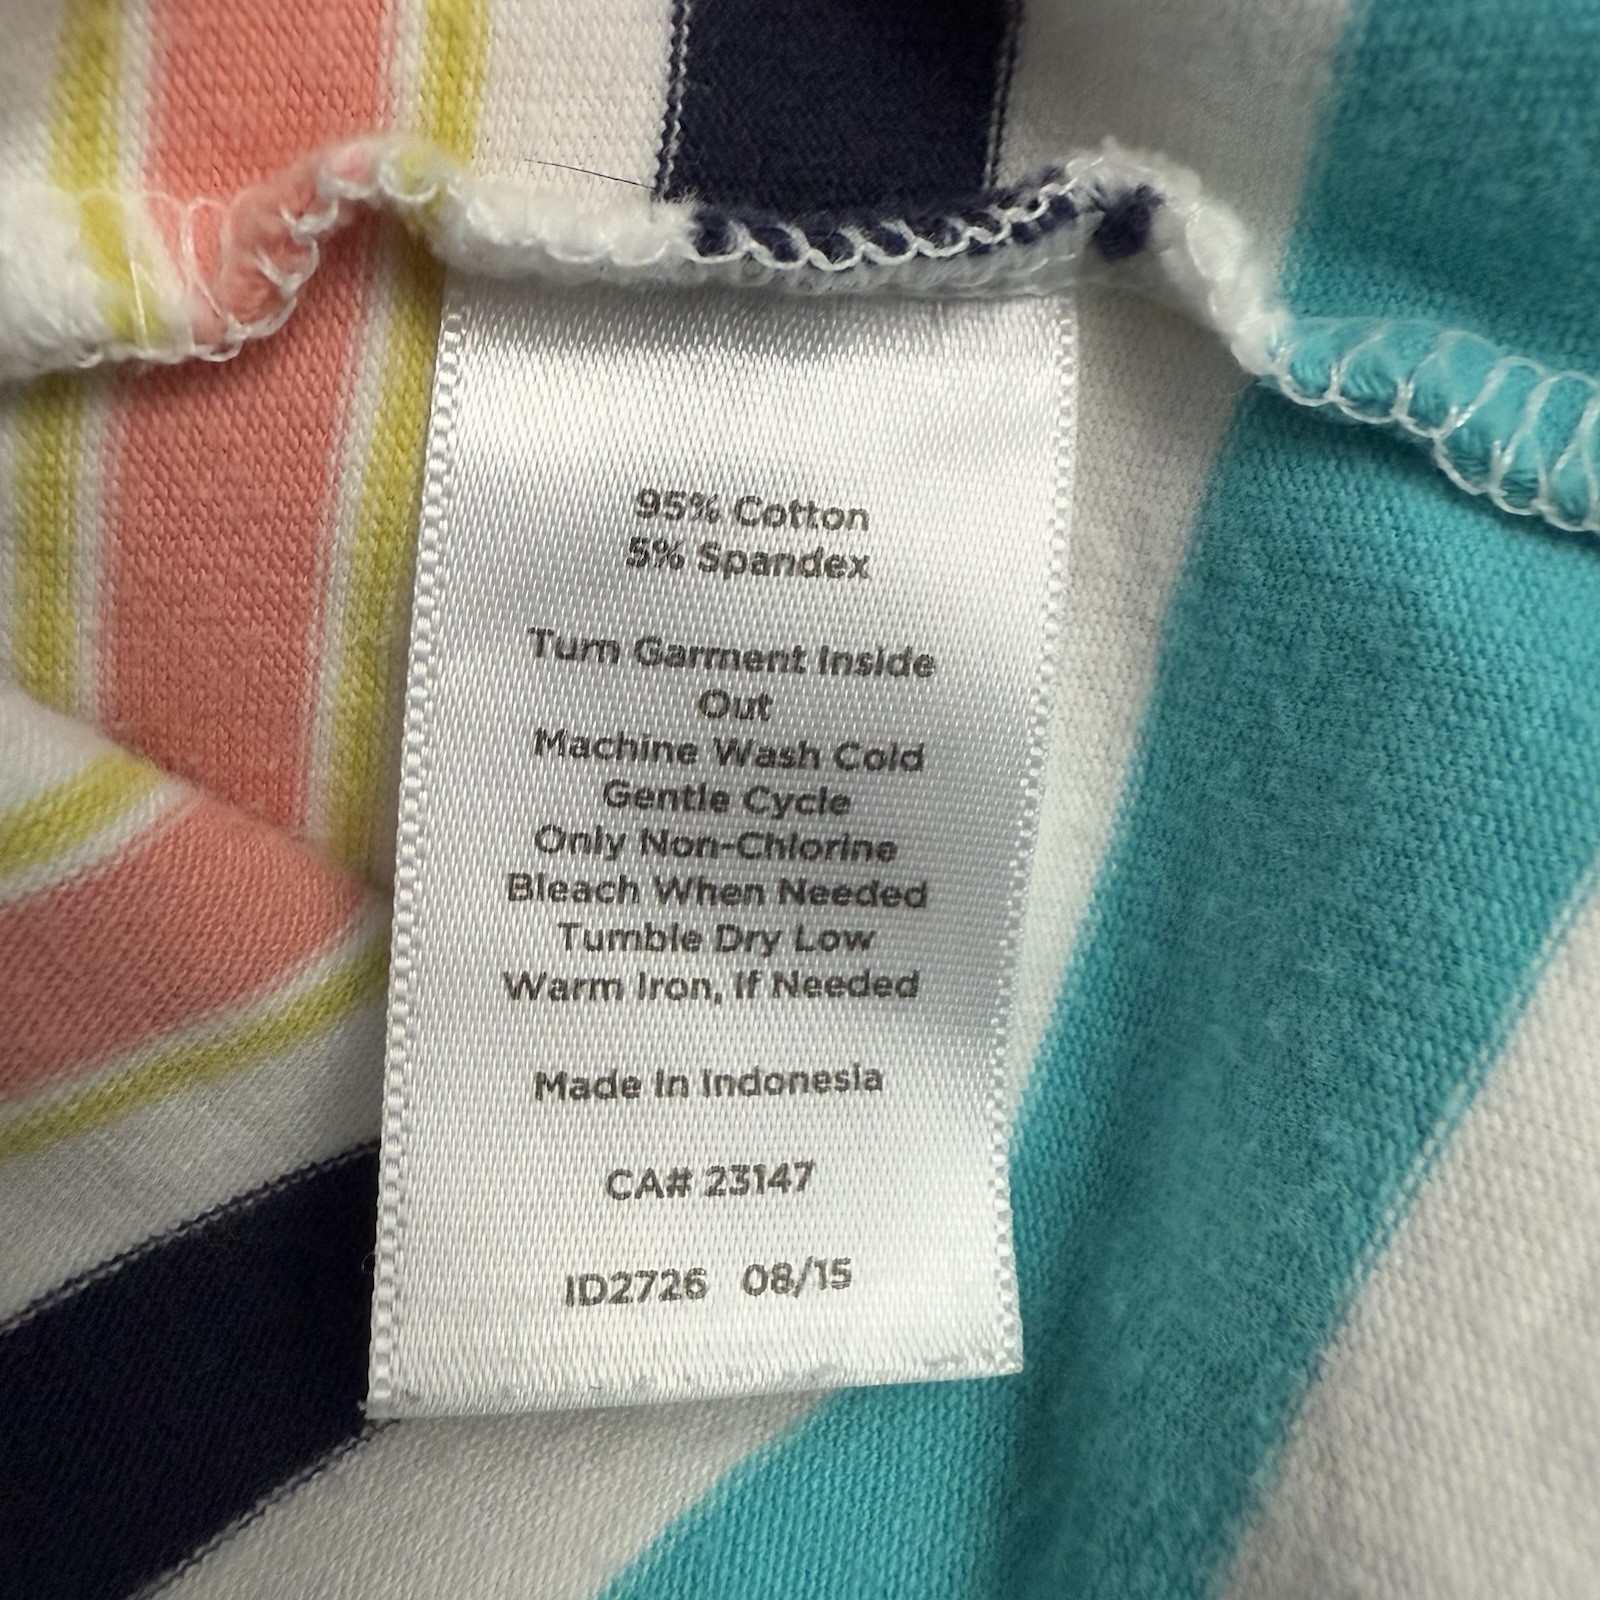 95% Cotton
5% Spandex
Turn Garment Inside
Out
Machine Wash Cold
Gentle Cycle
Only Non-Chlorine
Bleach When Needed
Tumble Dry Low
Warm Iron, If Needed
Made In Indonesia
CA# 23147
ID2726 08/15